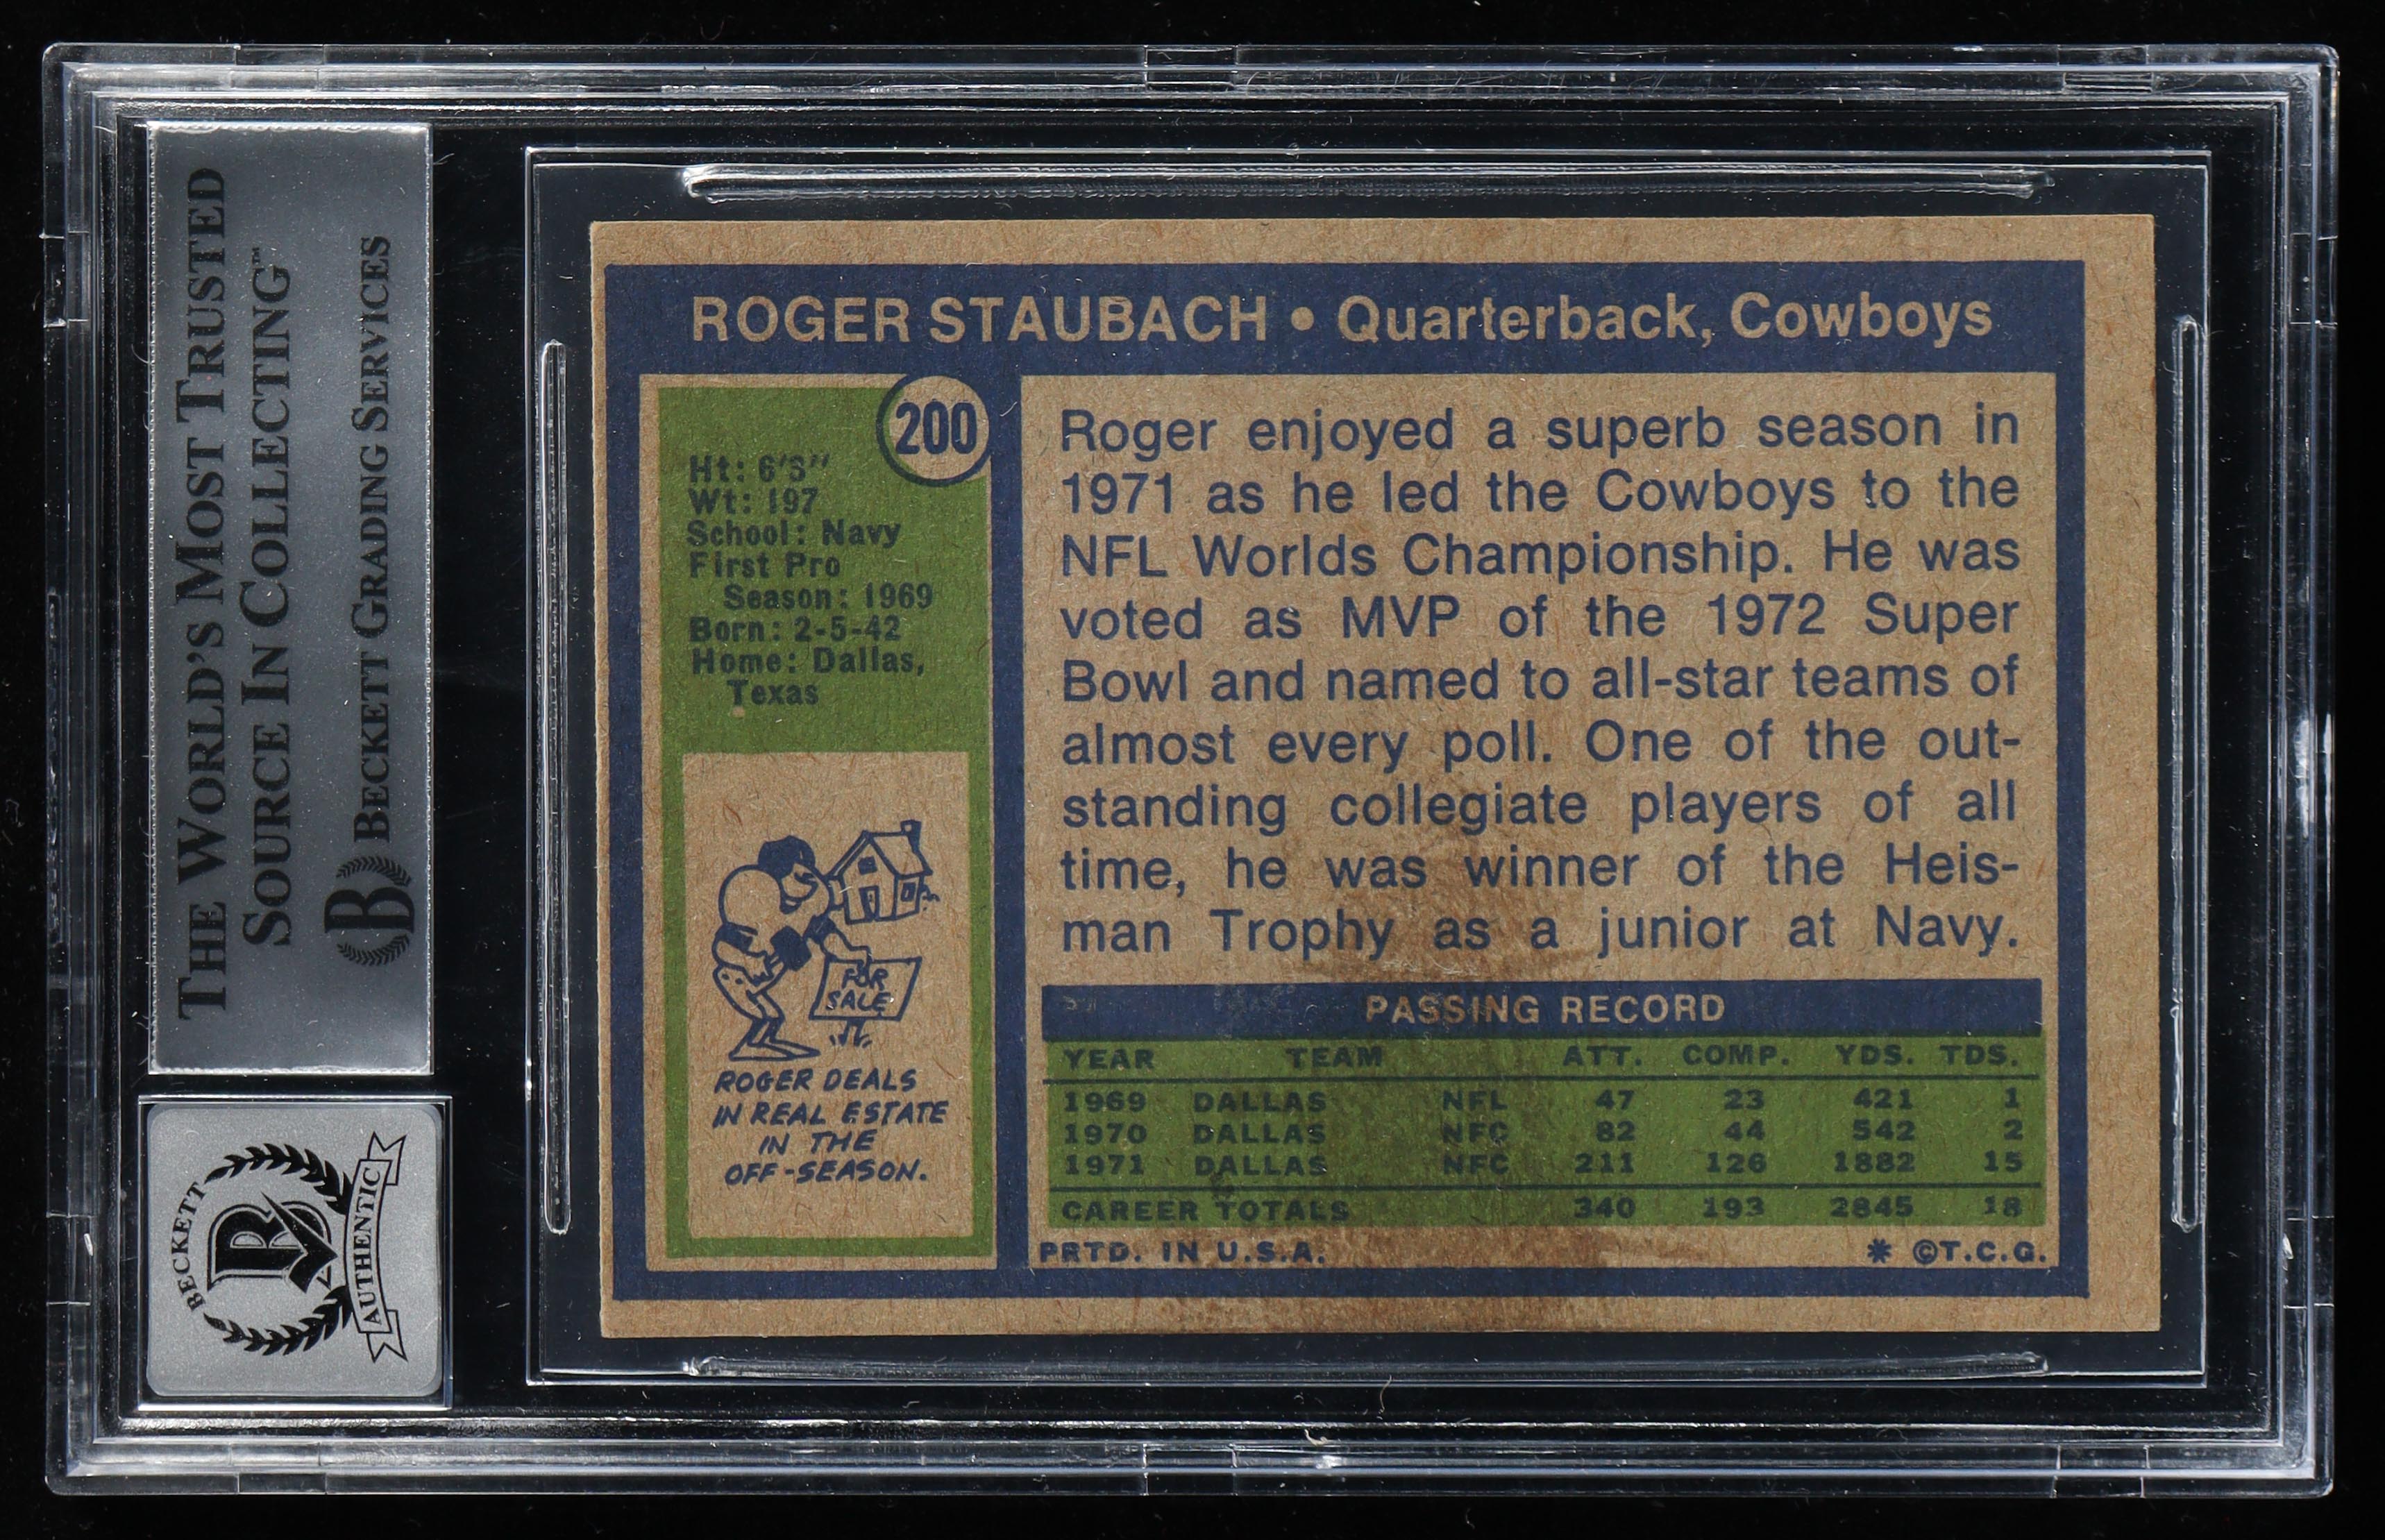 THE WORLD'S MOST TRUSTED
SOURCE IN COLLECTING™
B BECKETT GRADING SERVICES
BECKETT
B
AUTHENTIC
ROGER STAUBACH • Quarterback, Cowboys
200
Ht: 6'3"
Wt: 197
School: Navy
First Pro
Season: 1969
Born: 2-5-42
Home: Dallas,
Texas
FOR
SALE
ROGER DEALS
IN REAL ESTATE
IN THE
OFF-SEASON.
Roger enjoyed a superb season in
1971 as he led the Cowboys to the
NFL Worlds Championship. He was
voted as MVP of the 1972 Super
Bowl and named to all-star teams of
almost every poll. One of the out-
standing collegiate players of all
time, he was winner of the Heis-
man Trophy as a junior at Navy.
PASSING RECORD
YEAR TEAM ATT. COMP. YDS. TDS.
1969 DALLAS NFL 47 23 421 1
1970 DALLAS NFC 82 44 542 2
1971 DALLAS NFC 211 126 1882 15
CAREER TOTALS 340 193 2845 18
PRTD. IN U.S.A. * ©T.C.G.